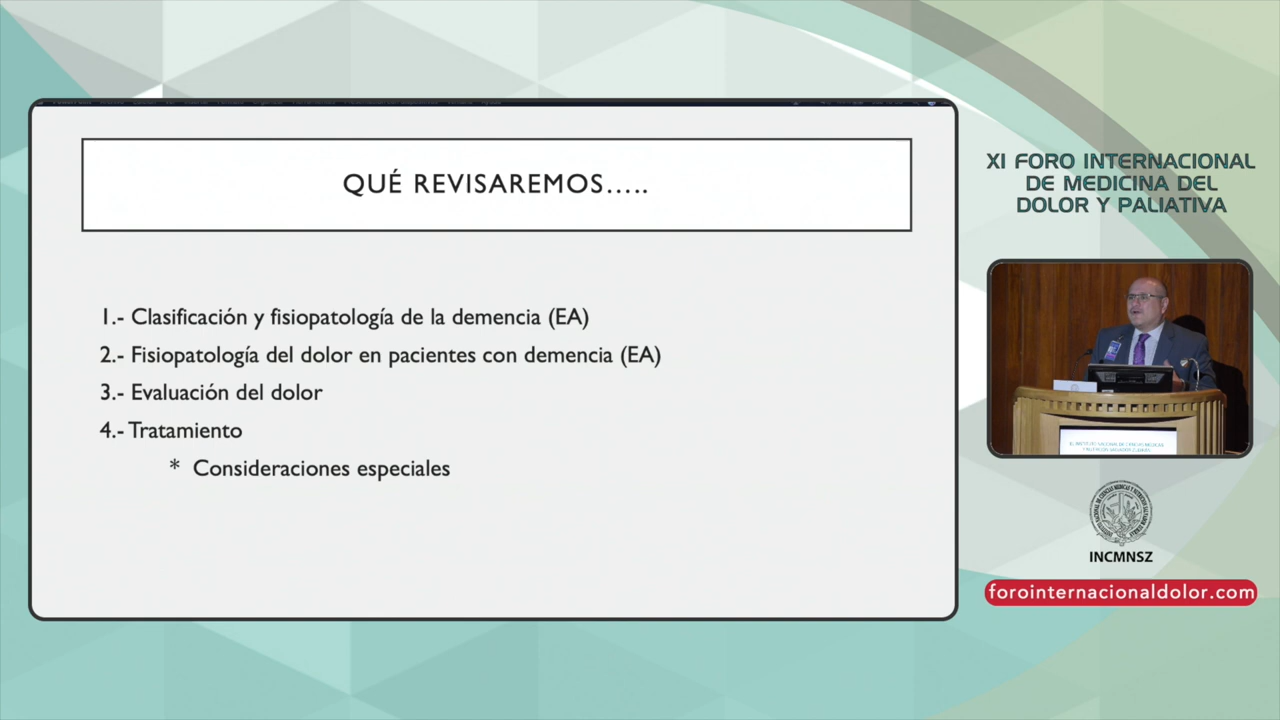 QUÉ REVISAREMOS.....
1.- Clasificación y fisiopatología de la demencia (EA)
2.- Fisiopatología del dolor en pacientes con demencia (EA)
3.- Evaluación del dolor
4.- Tratamiento
* Consideraciones especiales
XI FORO INTERNACIONAL
DE MEDICINA DEL
DOLOR Y PALIATIVA
INCMNSZ
forointernacionaldolor.com